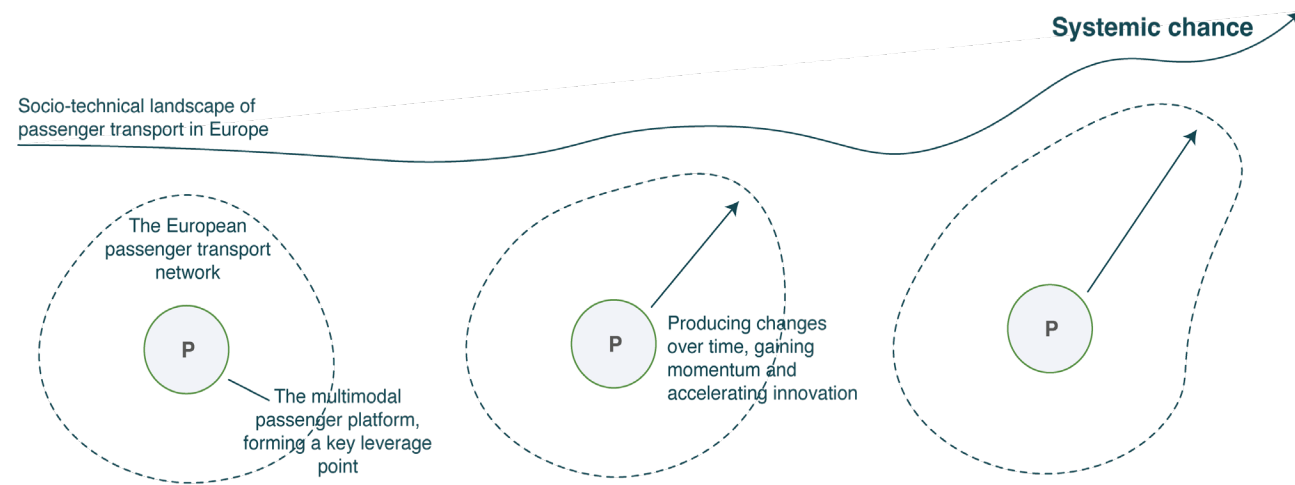 Systemic chance
Socio-technical landscape of
passenger transport in Europe
The European
passenger transport
network
P
The multimodal
passenger platform,
forming a key leverage
point
P
Producing changes
over time, gaining
momentum and
accelerating innovation
P